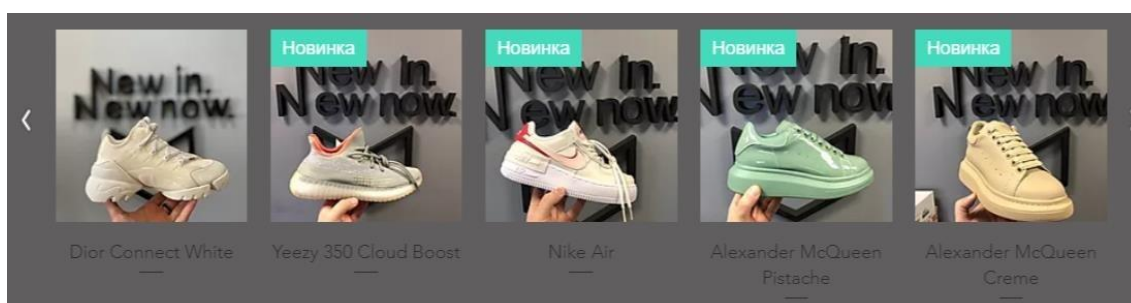 New in.
New now.
Dior Connect White
Новинка
New in.
New now.
Yeezy 350 Cloud Boost
Новинка
New in.
New now.
Nike Air
Новинка
New in.
New now.
Alexander McQueen
Pistache
Новинка
New in.
New now.
Alexander McQueen
Creme